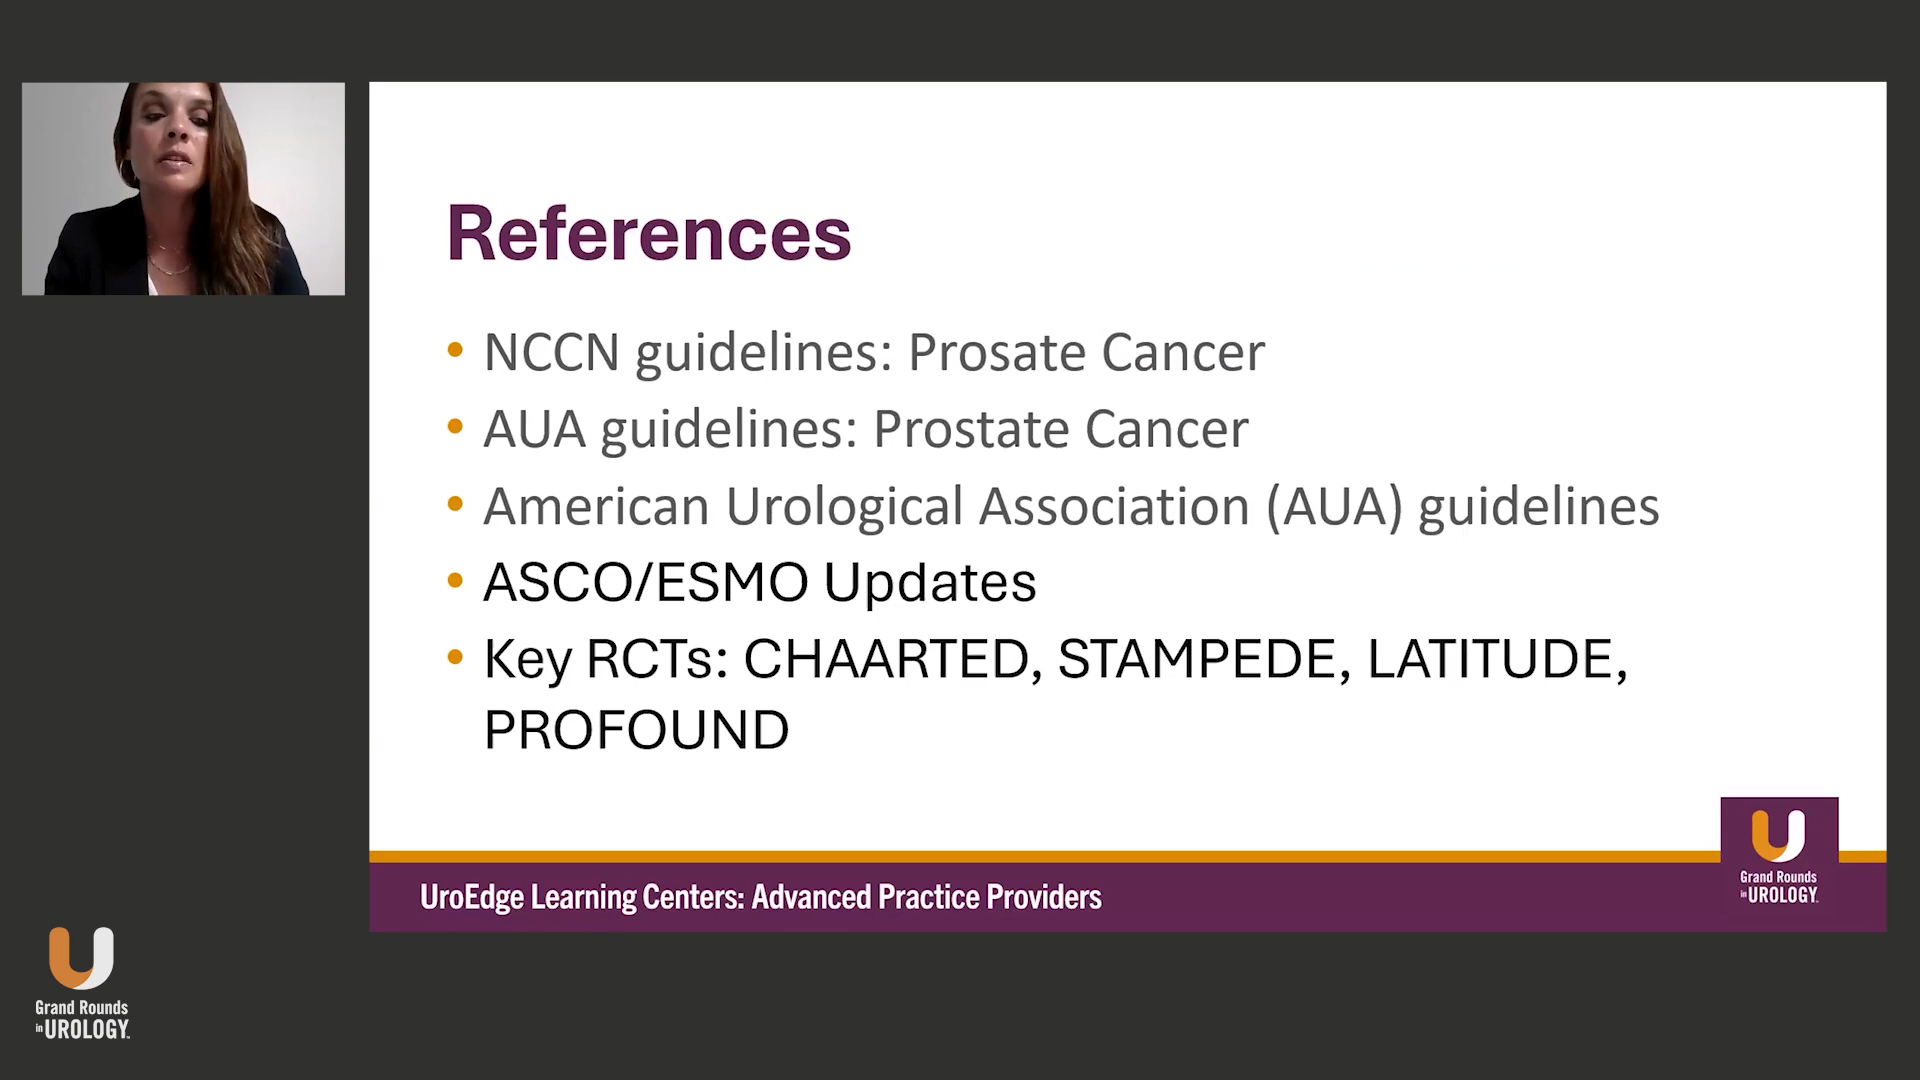 References
• NCCN guidelines: Prosate Cancer
• AUA guidelines: Prostate Cancer
• American Urological Association (AUA) guidelines
• ASCO/ESMO Updates
• Key RCTs: CHAARTED, STAMPEDE, LATITUDE,
PROFOUND
UroEdge Learning Centers: Advanced Practice Providers
Grand Rounds
in UROLOGY
Grand Rounds
in UROLOGY